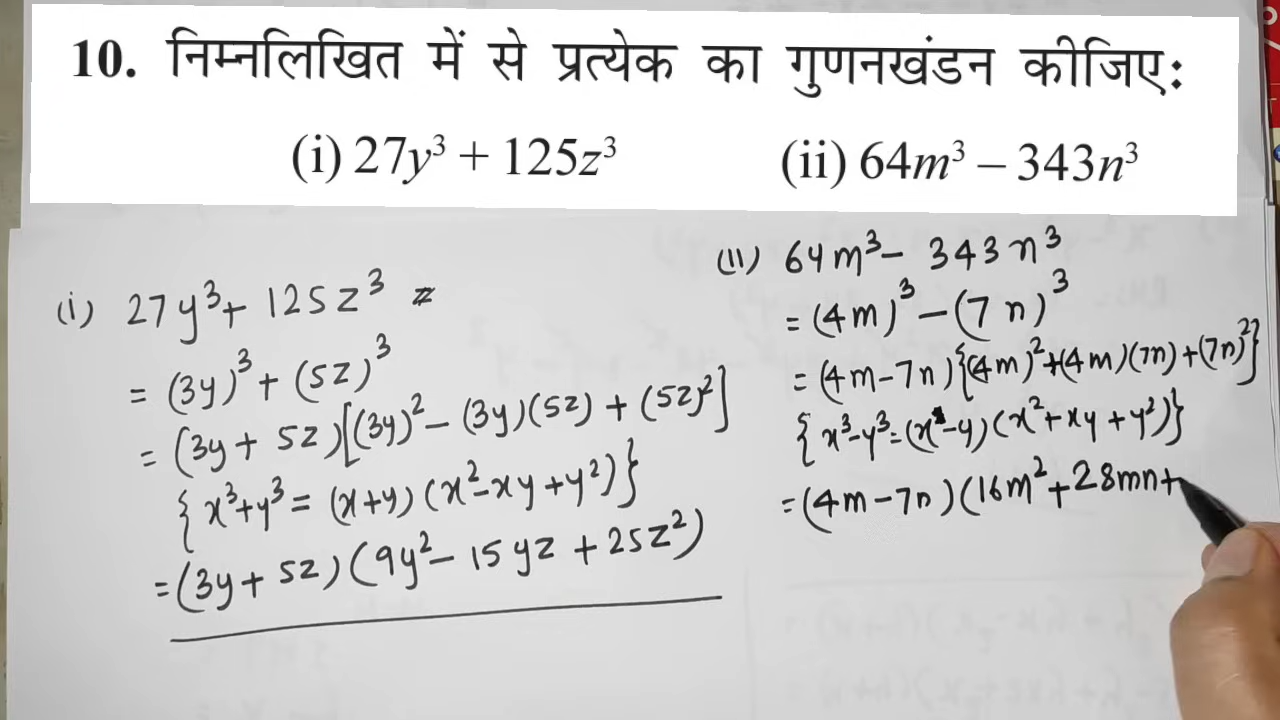 10. निम्नलिखित में से प्रत्येक का गुणनखंडन कीजिए:
(i) 27y³ + 125z³ (ii) 64m³ – 343n³
(i) 27y³ + 125z³
= (3y)³ + (5z)³
= (3y + 5z)[(3y)² – (3y)(5z) + (5z)²]
{x³+y³ = (x+y)(x²–xy+y²)}
= (3y + 5z)(9y² – 15yz + 25z²)
(ii) 64m³ – 343n³
= (4m)³ – (7n)³
= (4m–7n){(4m)²+(4m)(7n)+(7n)²}
{x³–y³=(x–y)(x²+xy+y²)}
= (4m–7n)(16m²+28mn+